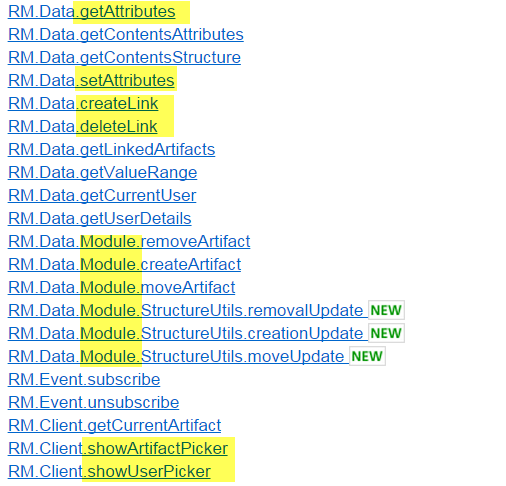 RM.Data.getAttributes
RM.Data.getContentsAttributes
RM.Data.getContentsStructure
RM.Data.setAttributes
RM.Data.createLink
RM.Data.deleteLink
RM.Data.getLinkedArtifacts
RM.Data.getValueRange
RM.Data.getCurrentUser
RM.Data.getUserDetails
RM.Data.Module.removeArtifact
RM.Data.Module.createArtifact
RM.Data.Module.moveArtifact
RM.Data.Module.StructureUtils.removalUpdate NEW
RM.Data.Module.StructureUtils.creationUpdate NEW
RM.Data.Module.StructureUtils.moveUpdate NEW
RM.Event.subscribe
RM.Event.unsubscribe
RM.Client.getCurrentArtifact
RM.Client.showArtifactPicker
RM.Client.showUserPicker